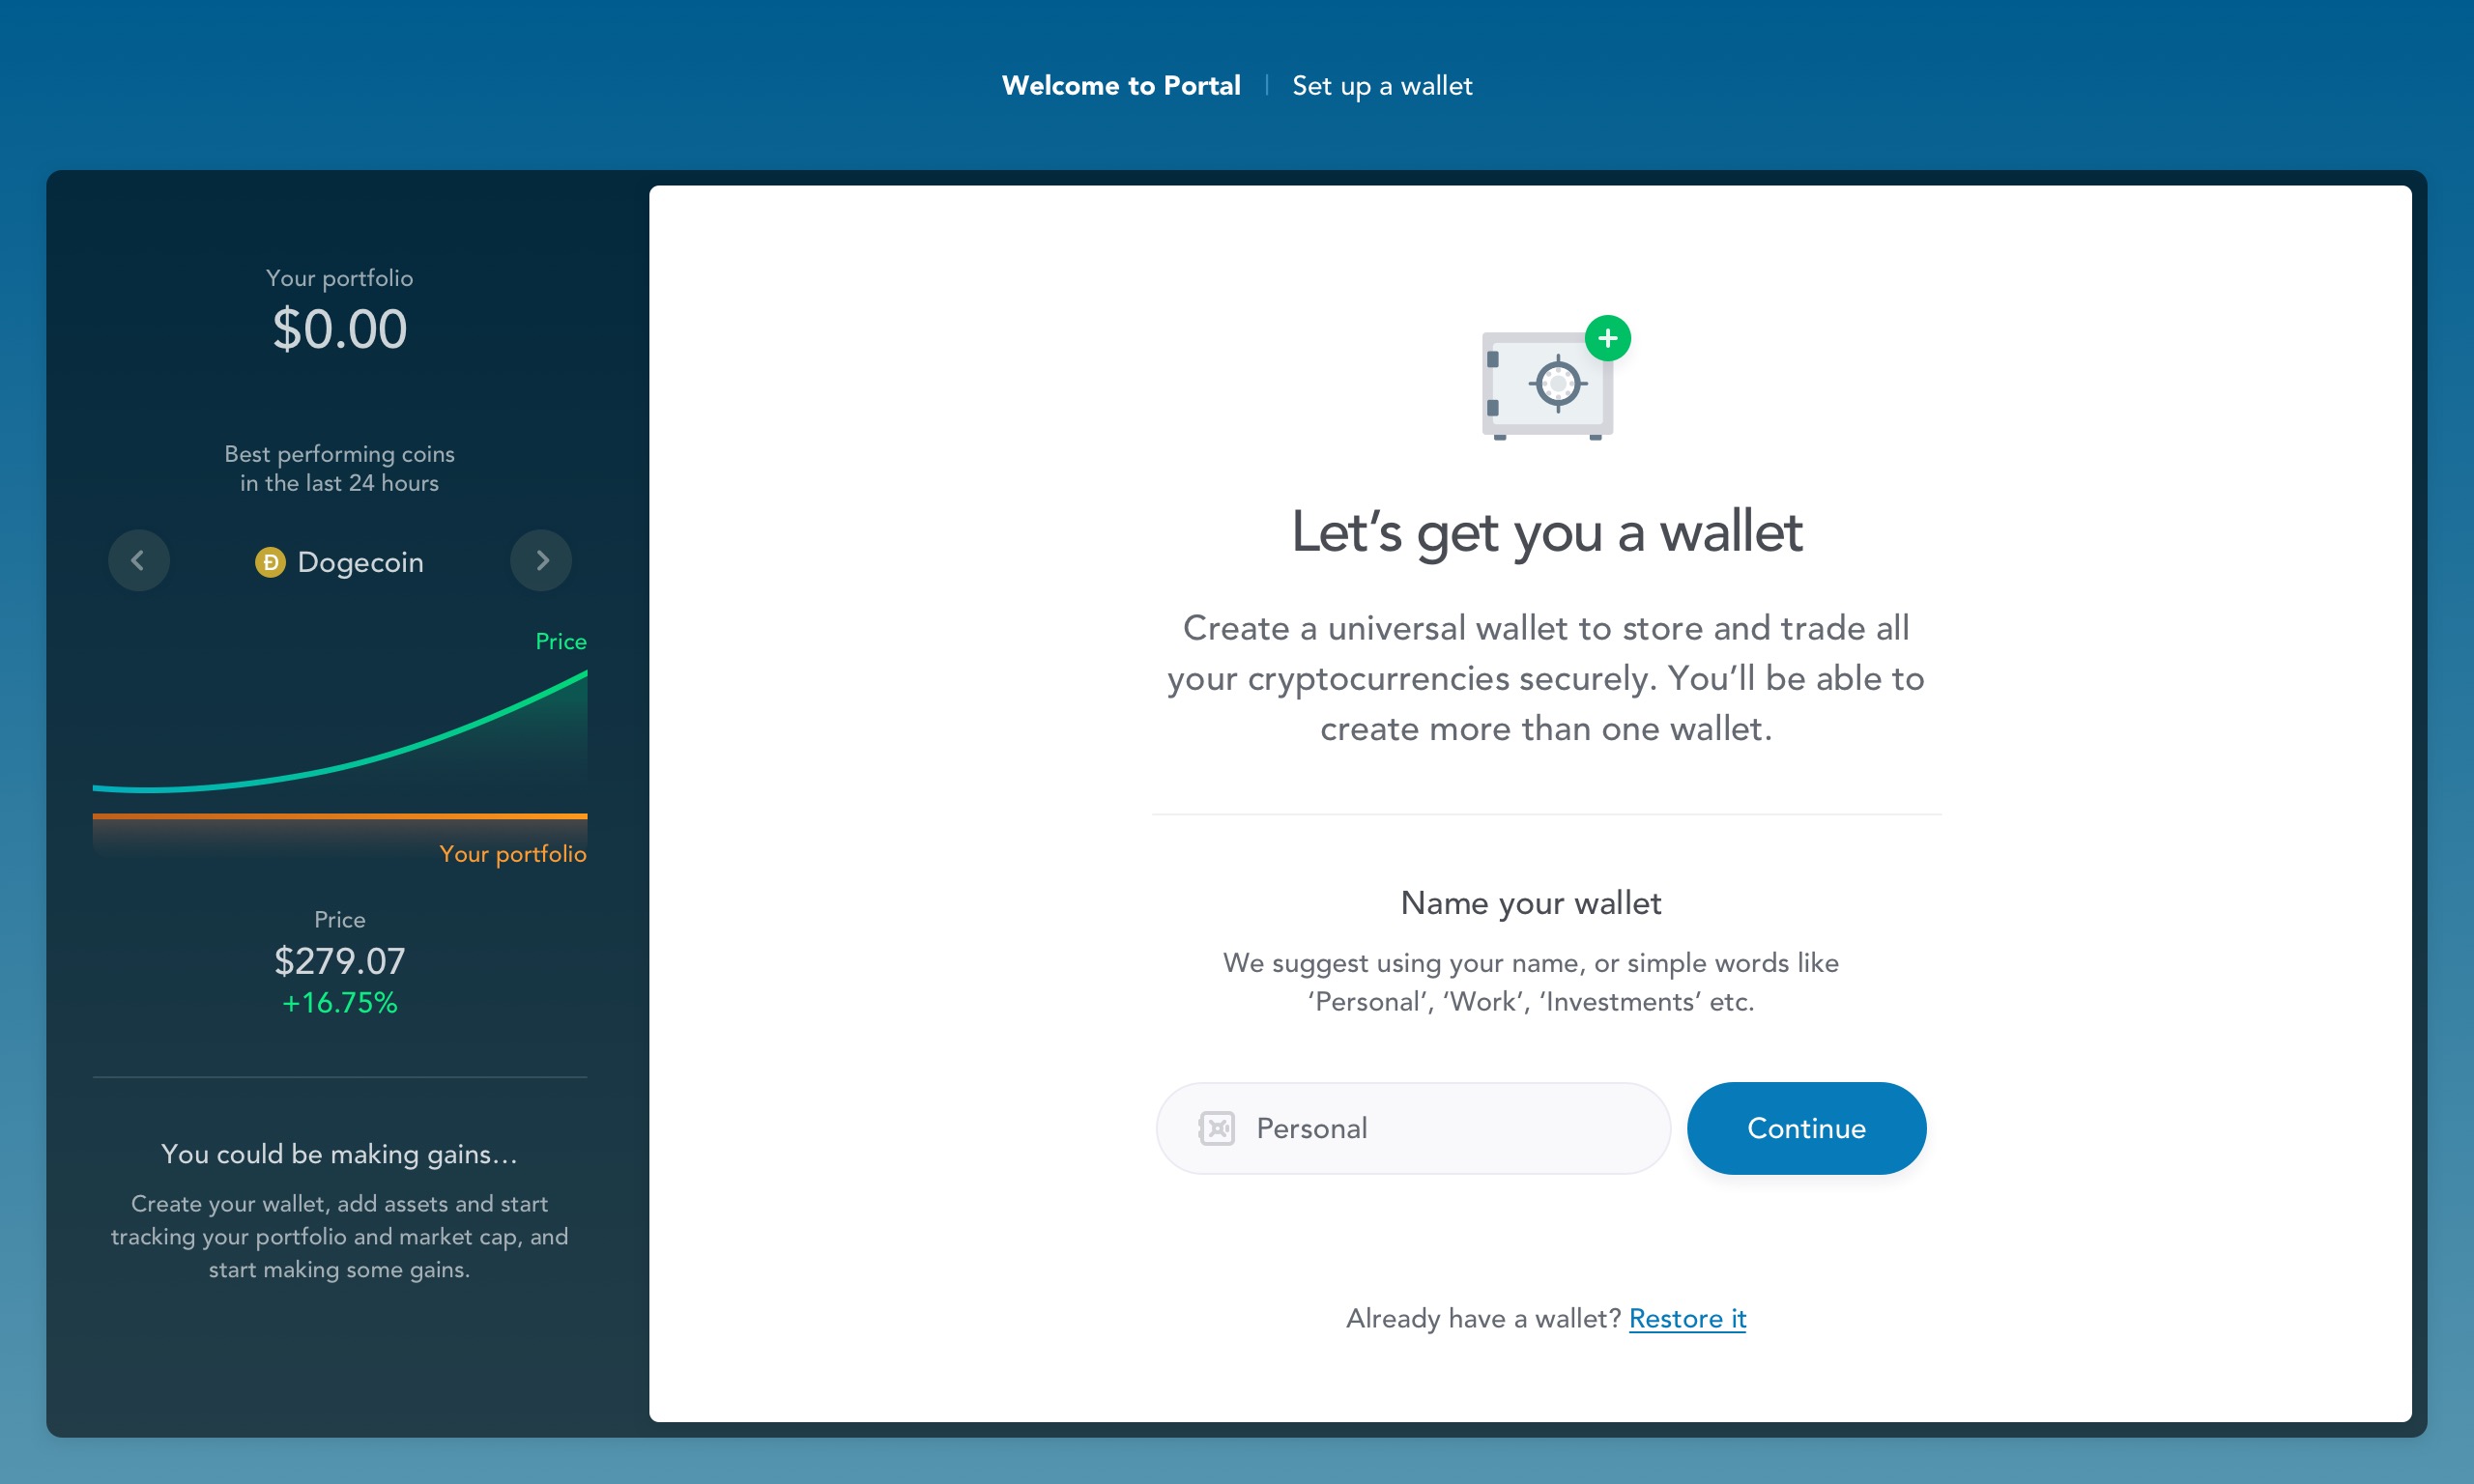 Welcome to Portal | Set up a wallet
Your portfolio
$0.00
Best performing coins
in the last 24 hours
Ð Dogecoin
Price
Your portfolio
Price
$279.07
+16.75%
You could be making gains…
Create your wallet, add assets and start
tracking your portfolio and market cap, and
start making some gains.
Let’s get you a wallet
Create a universal wallet to store and trade all
your cryptocurrencies securely. You’ll be able to
create more than one wallet.
Name your wallet
We suggest using your name, or simple words like
‘Personal’, ‘Work’, ‘Investments’ etc.
Personal
Continue
Already have a wallet? Restore it